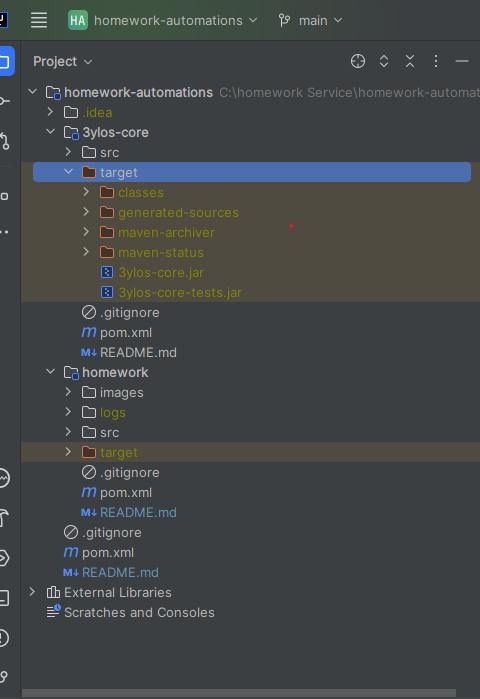 HA homework-automations main
Project
homework-automations C:\homework Service\homework-automat
.idea
3ylos-core
src
target
classes
generated-sources
maven-archiver
maven-status
3ylos-core.jar
3ylos-core-tests.jar
.gitignore
m pom.xml
M↓ README.md
homework
images
logs
src
target
.gitignore
m pom.xml
M↓ README.md
.gitignore
m pom.xml
M↓ README.md
External Libraries
Scratches and Consoles